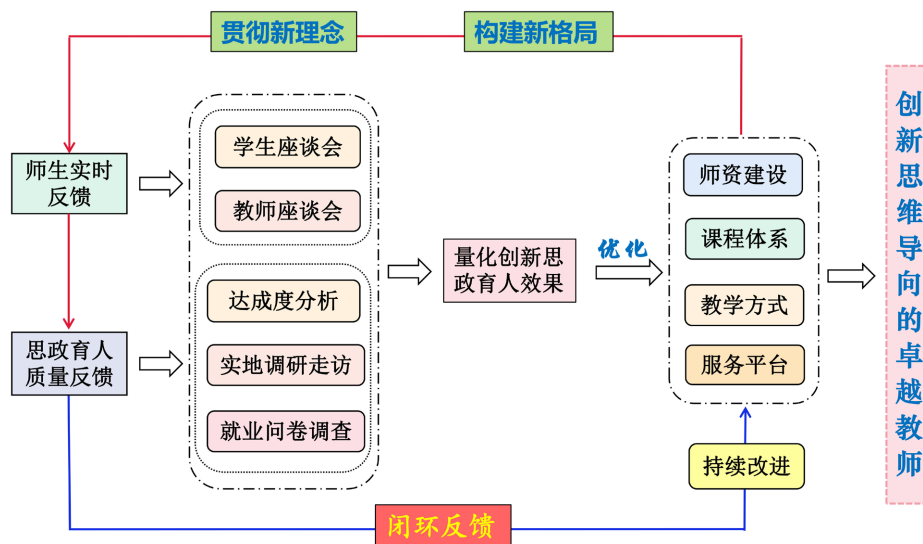 贯彻新理念
构建新格局
师生实时
反馈
学生座谈会
教师座谈会
思政育人
质量反馈
达成度分析
实地调研走访
就业问卷调查
量化创新思
政育人效果
优化
师资建设
课程体系
教学方式
服务平台
持续改进
闭环反馈
创新思维导向的卓越教师